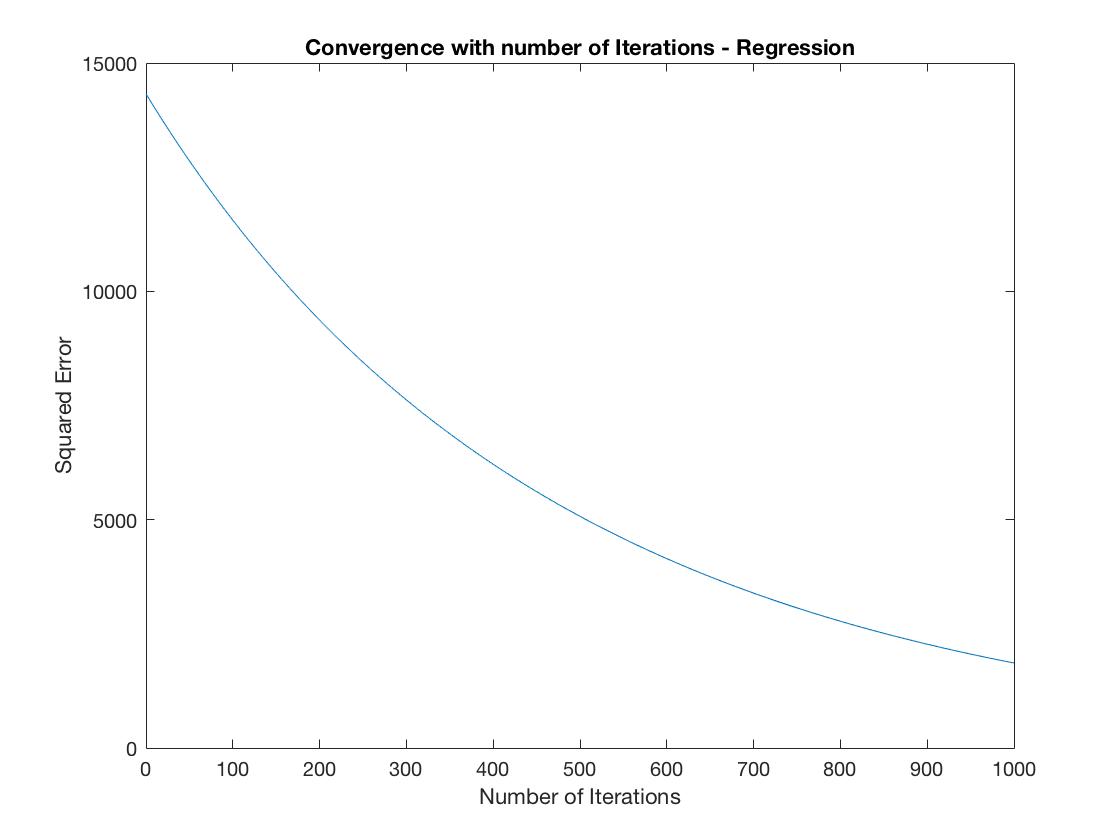 Convergence with number of Iterations - Regression
15000
10000
5000
0
Squared Error
0 100 200 300 400 500 600 700 800 900 1000
Number of Iterations